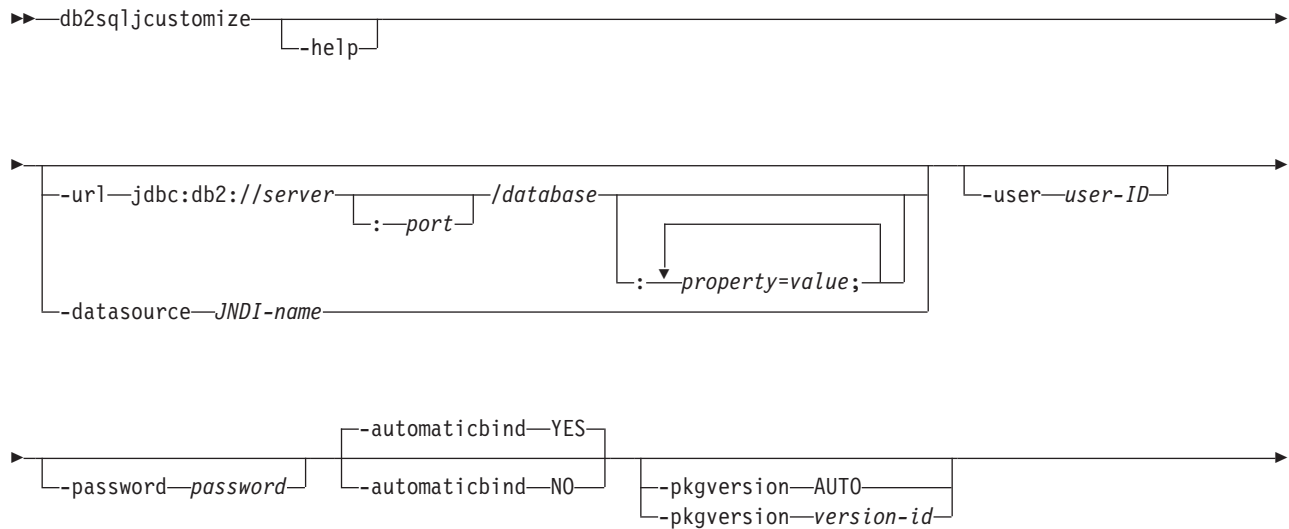 db2sqljcustomize
-help
-url jdbc:db2://server /database -user user-ID
: port
: property=value;
-datasource JNDI-name
-automaticbind YES
-password password -automaticbind NO -pkgversion AUTO
-pkgversion version-id